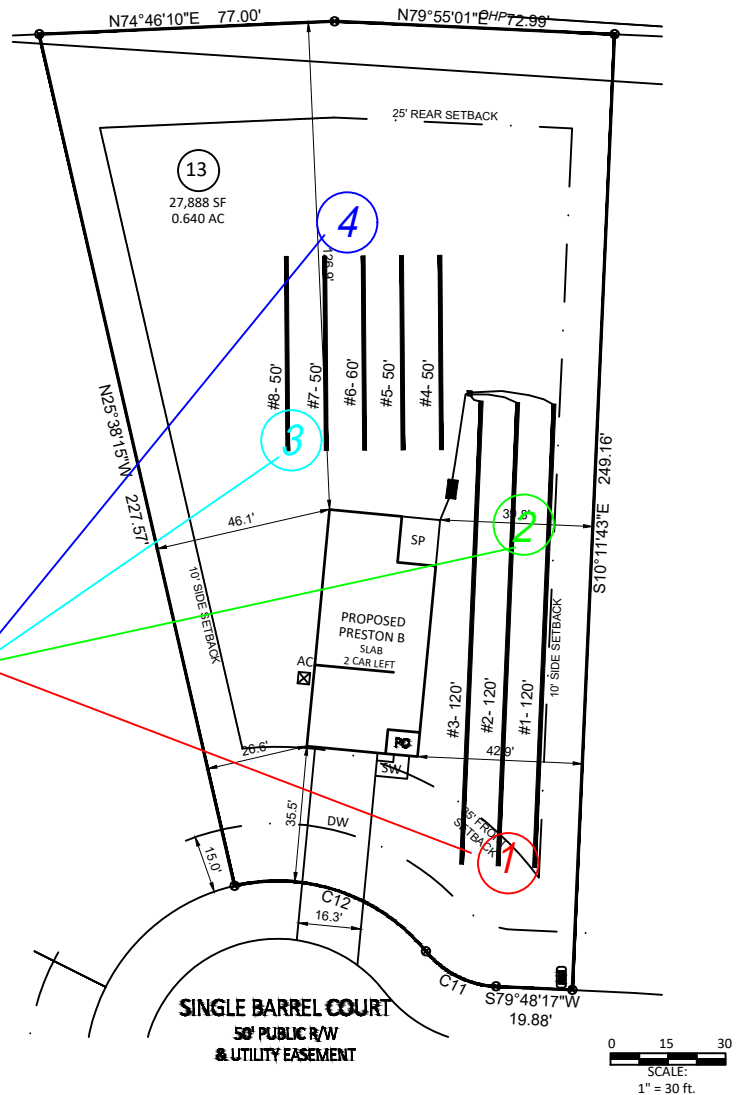 N74°46'10"E 77.00'
N79°55'01"E 72.99'
OHP
25' REAR SETBACK
13
27,888 SF
0.640 AC
4
126.9'
#8- 50'
#7- 50'
#6- 60'
#5- 50'
#4- 50'
3
N25°38'15"W 227.57'
S10°11'43"E 249.16'
46.1'
39.8'
2
SP
10' SIDE SETBACK
10' SIDE SETBACK
PROPOSED
PRESTON B
SLAB
2 CAR LEFT
AC
#3- 120'
#2- 120'
#1- 120'
26.6'
42.9'
SW
35.5'
DW
35' FRONT
SETBACK
1
15.0'
C12
16.3'
C11
S79°48'17"W
19.88'
SINGLE BARREL COURT
50' PUBLIC R/W
& UTILITY EASEMENT
0 15 30
SCALE:
1" = 30 ft.